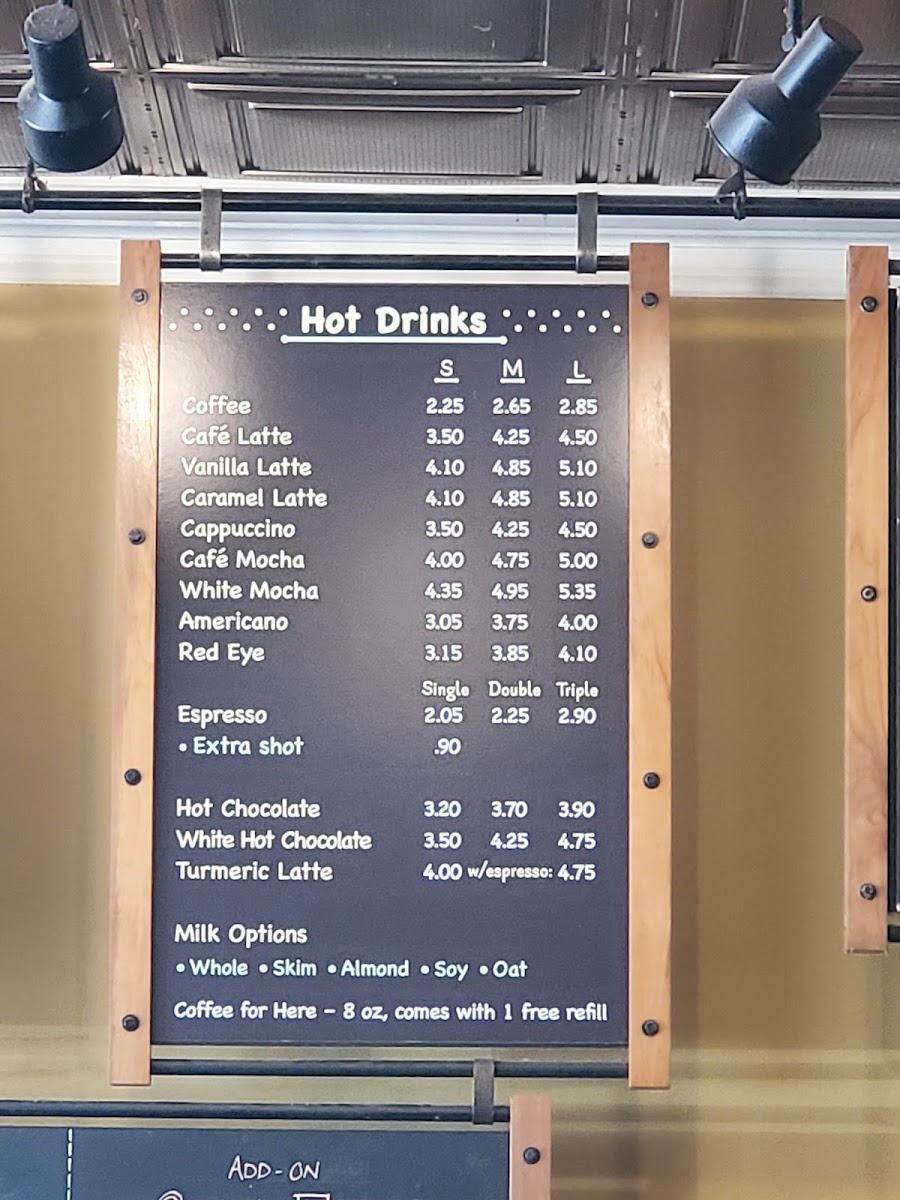 Hot Drinks
S M L
Coffee 2.25 2.65 2.85
Café Latte 3.50 4.25 4.50
Vanilla Latte 4.10 4.85 5.10
Caramel Latte 4.10 4.85 5.10
Cappuccino 3.50 4.25 4.50
Café Mocha 4.00 4.75 5.00
White Mocha 4.35 4.95 5.35
Americano 3.05 3.75 4.00
Red Eye 3.15 3.85 4.10
Single Double Triple
Espresso 2.05 2.25 2.90
• Extra shot .90
Hot Chocolate 3.20 3.70 3.90
White Hot Chocolate 3.50 4.25 4.75
Turmeric Latte 4.00 w/espresso: 4.75
Milk Options
• Whole • Skim • Almond • Soy • Oat
Coffee for Here – 8 oz, comes with 1 free refill
ADD-ON